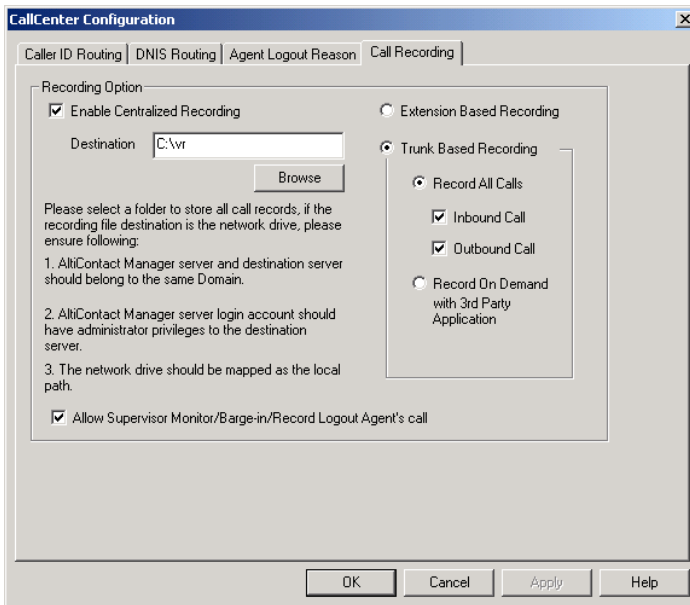 CallCenter Configuration
Caller ID Routing
DNIS Routing
Agent Logout Reason
Call Recording
Recording Option
Enable Centralized Recording
Destination
C:\vr
Browse
Please select a folder to store all call records, if the
recording file destination is the network drive, please
ensure following:
1. AltiContact Manager server and destination server
should belong to the same Domain.
2. AltiContact Manager server login account should
have administrator privileges to the destination
server.
3. The network drive should be mapped as the local
path.
Extension Based Recording
Trunk Based Recording
Record All Calls
Inbound Call
Outbound Call
Record On Demand
with 3rd Party
Application
Allow Supervisor Monitor/Barge-in/Record Logout Agent's call
OK
Cancel
Apply
Help